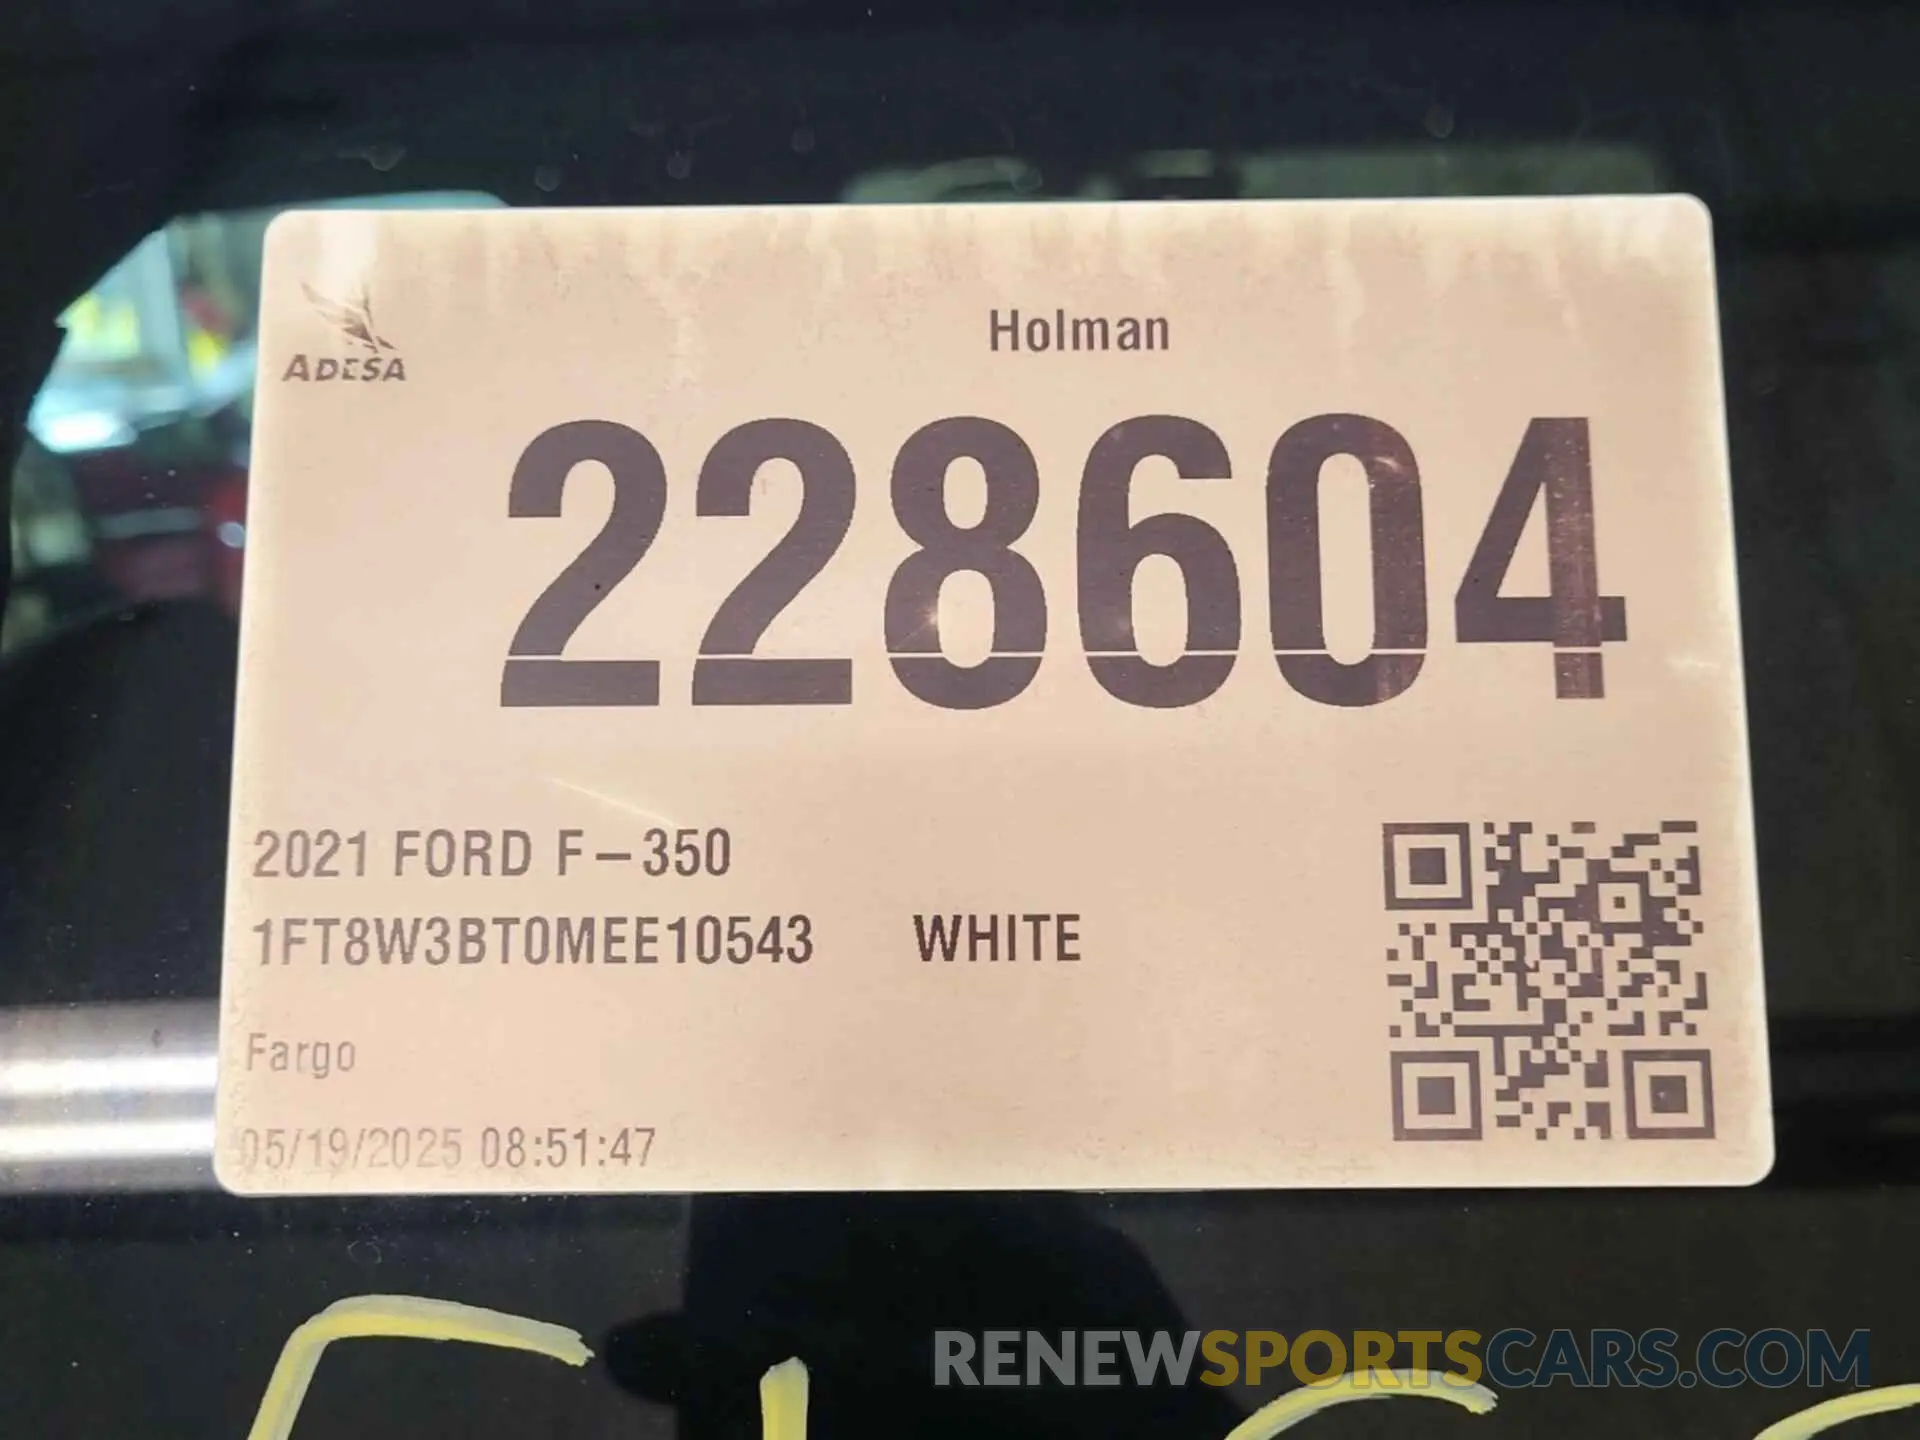 ADESA
Holman
228604
2021 FORD F-350
1FT8W3BT0MEE10543 WHITE
Fargo
05/19/2025 08:51:47
RENEWSPORTSCARS.COM